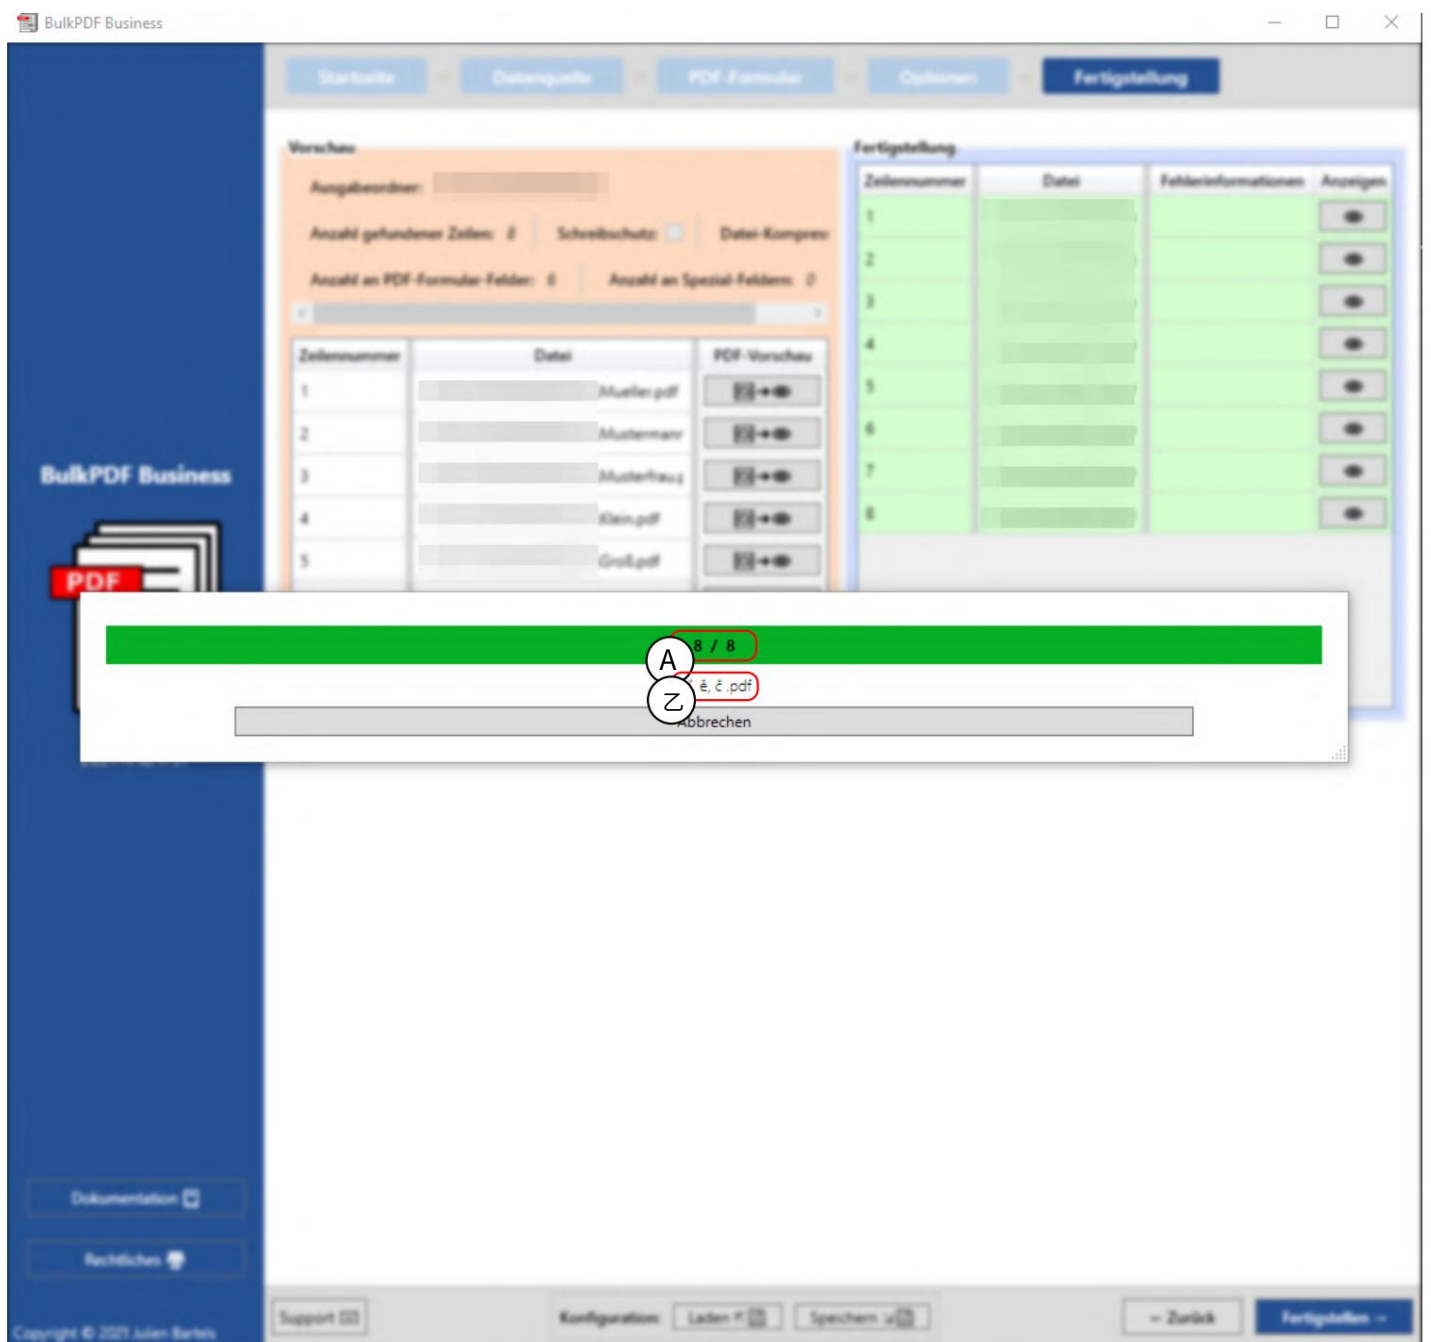 BulkPDF Business
Startseite
Datenquelle
PDF-Formular
Optionen
Fertigstellung
Vorschau
Ausgabeordner:
Anzahl gefundener Zeilen: 8
Schreibschutz:
Datei-Kompres
Anzahl an PDF-Formular-Felder: 6
Anzahl an Spezial-Feldern: 0
Zeilennummer Datei PDF-Vorschau
1 Mueller.pdf
2 Mustermann
3 Musterfrau.p
4 Klein.pdf
5 Groß.pdf
Fertigstellung
Zeilennummer Datei Fehlerinformationen Anzeigen
1
2
3
4
5
6
7
8
BulkPDF Business
PDF
8 / 8
A
ě, č .pdf
乙
Abbrechen
Dokumentation
Rechtliches
Copyright © 2021 Julien Bartels
Support
Konfiguration:
Laden
Speichern
Zurück
Fertigstellen